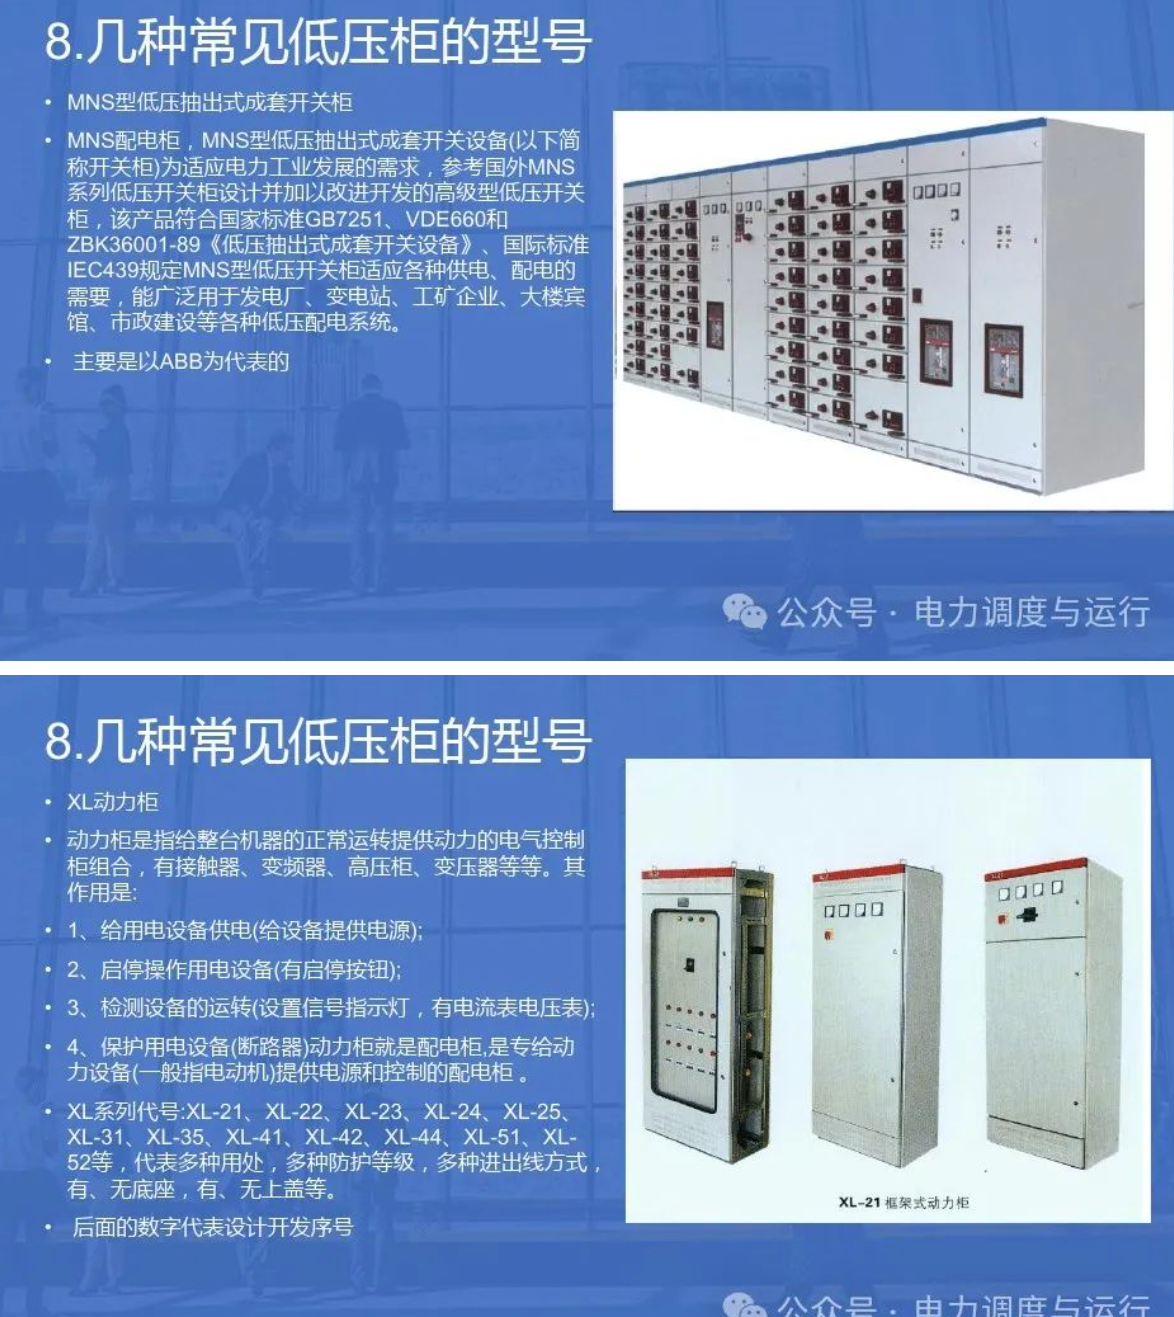 8.几种常见低压柜的型号
• MNS型低压抽出式成套开关柜
• MNS配电柜，MNS型低压抽出式成套开关设备(以下简
称开关柜)为适应电力工业发展的需求，参考国外MNS
系列低压开关柜设计并加以改进开发的高级型低压开关
柜，该产品符合国家标准GB7251、VDE660和
ZBK36001-89《低压抽出式成套开关设备》、国际标准
IEC439规定MNS型低压开关柜适应各种供电、配电的
需要，能广泛用于发电厂、变电站、工矿企业、大楼宾
馆、市政建设等各种低压配电系统。
• 主要是以ABB为代表的
公众号·电力调度与运行
8.几种常见低压柜的型号
• XL动力柜
• 动力柜是指给整台机器的正常运转提供动力的电气控制
柜组合，有接触器、变频器、高压柜、变压器等等。其
作用是:
• 1、给用电设备供电(给设备提供电源);
• 2、启停操作用电设备(有启停按钮);
• 3、检测设备的运转(设置信号指示灯，有电流表电压表);
• 4、保护用电设备(断路器)动力柜就是配电柜,是专给动
力设备(一般指电动机)提供电源和控制的配电柜 。
• XL系列代号:XL-21、XL-22、XL-23、XL-24、XL-25、
XL-31、XL-35、XL-41、XL-42、XL-44、XL-51、XL-
52等，代表多种用处，多种防护等级，多种进出线方式，
有、无底座，有、无上盖等。
• 后面的数字代表设计开发序号
XL-21 框架式动力柜
公众号·电力调度与运行